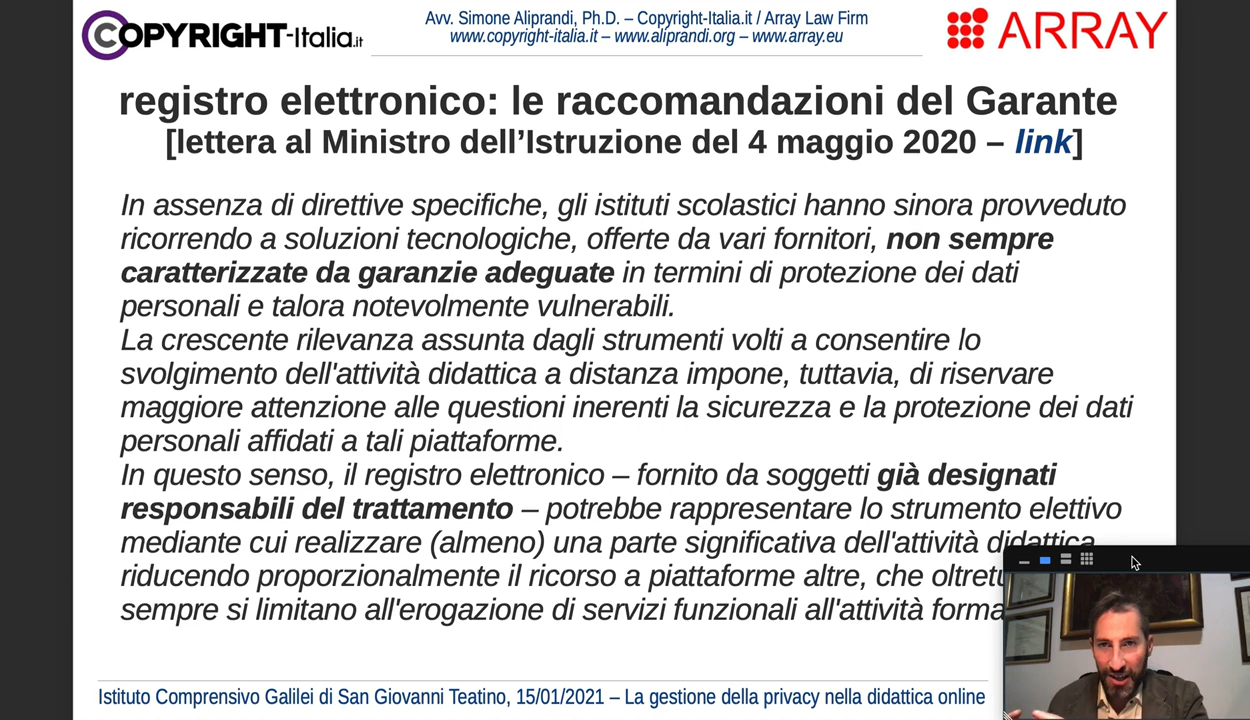 COPYRIGHT-Italia.it
Avv. Simone Aliprandi, Ph.D. – Copyright-Italia.it / Array Law Firm
www.copyright-italia.it – www.aliprandi.org – www.array.eu
ARRAY
registro elettronico: le raccomandazioni del Garante
[lettera al Ministro dell’Istruzione del 4 maggio 2020 – link]
In assenza di direttive specifiche, gli istituti scolastici hanno sinora provveduto
ricorrendo a soluzioni tecnologiche, offerte da vari fornitori, non sempre
caratterizzate da garanzie adeguate in termini di protezione dei dati
personali e talora notevolmente vulnerabili.
La crescente rilevanza assunta dagli strumenti volti a consentire lo
svolgimento dell'attività didattica a distanza impone, tuttavia, di riservare
maggiore attenzione alle questioni inerenti la sicurezza e la protezione dei dati
personali affidati a tali piattaforme.
In questo senso, il registro elettronico – fornito da soggetti già designati
responsabili del trattamento – potrebbe rappresentare lo strumento elettivo
mediante cui realizzare (almeno) una parte significativa dell'attività didattica
riducendo proporzionalmente il ricorso a piattaforme altre, che
sempre si limitano all'erogazione di servizi funzionali all'attività
Istituto Comprensivo Galilei di San Giovanni Teatino, 15/01/2021 – La gestione della privacy nella didattica online